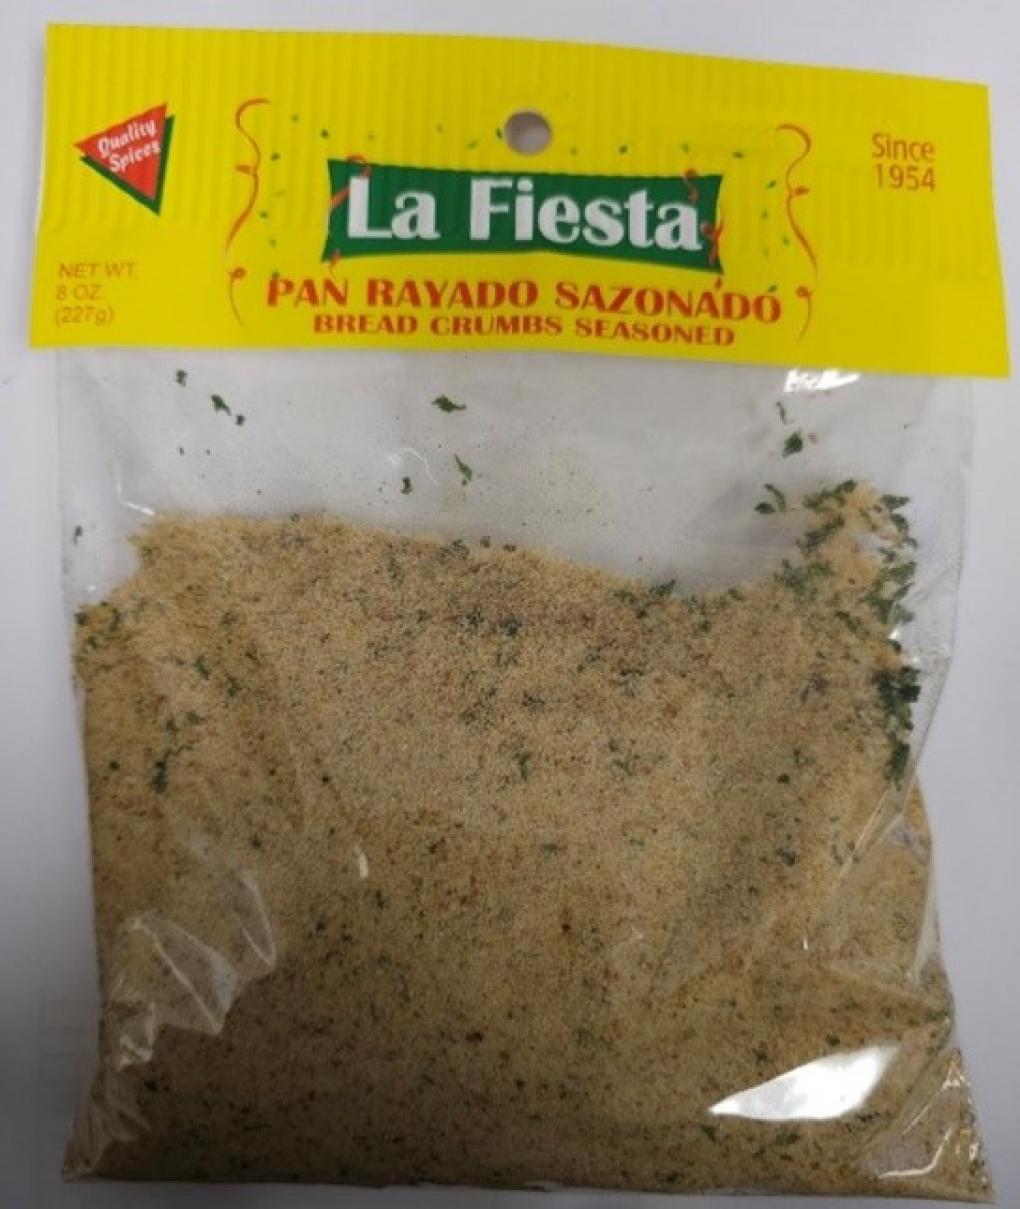 Quality
Spices
La Fiesta
Since
1954
NET WT.
8 OZ.
(227g)
PAN RAYADO SAZONADO
BREAD CRUMBS SEASONED